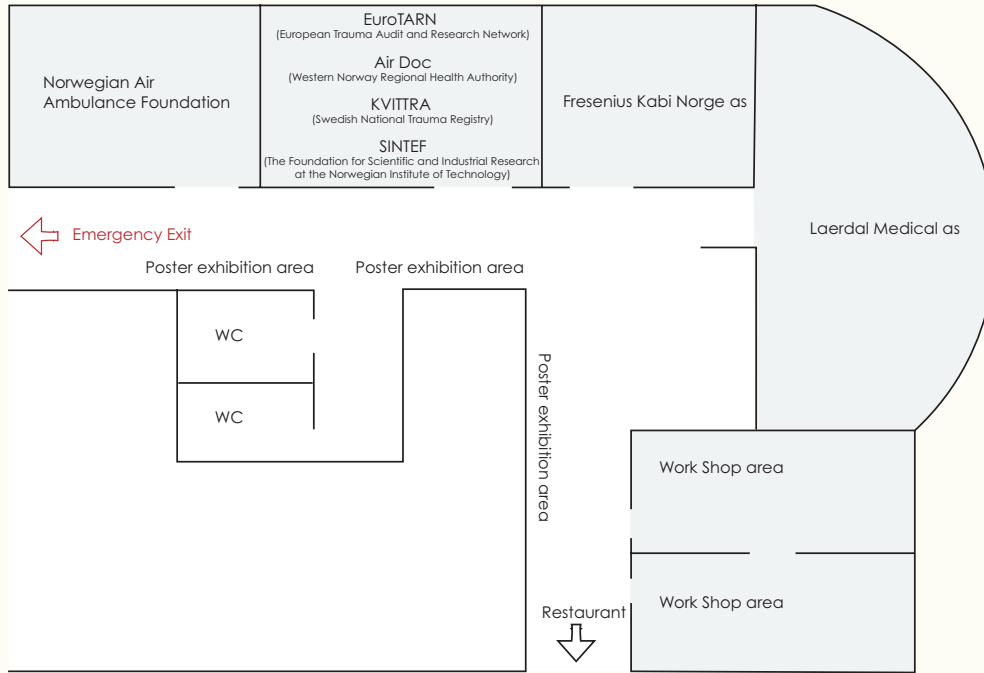 Norwegian Air
Ambulance Foundation
EuroTARN
(European Trauma Audit and Research Network)
Air Doc
(Western Norway Regional Health Authority)
KVITTRA
(Swedish National Trauma Registry)
SINTEF
(The Foundation for Scientific and Industrial Research
at the Norwegian Institute of Technology)
Fresenius Kabi Norge as
Laerdal Medical as
Emergency Exit
Poster exhibition area
Poster exhibition area
WC
WC
Poster exhibition area
Work Shop area
Work Shop area
Restaurant